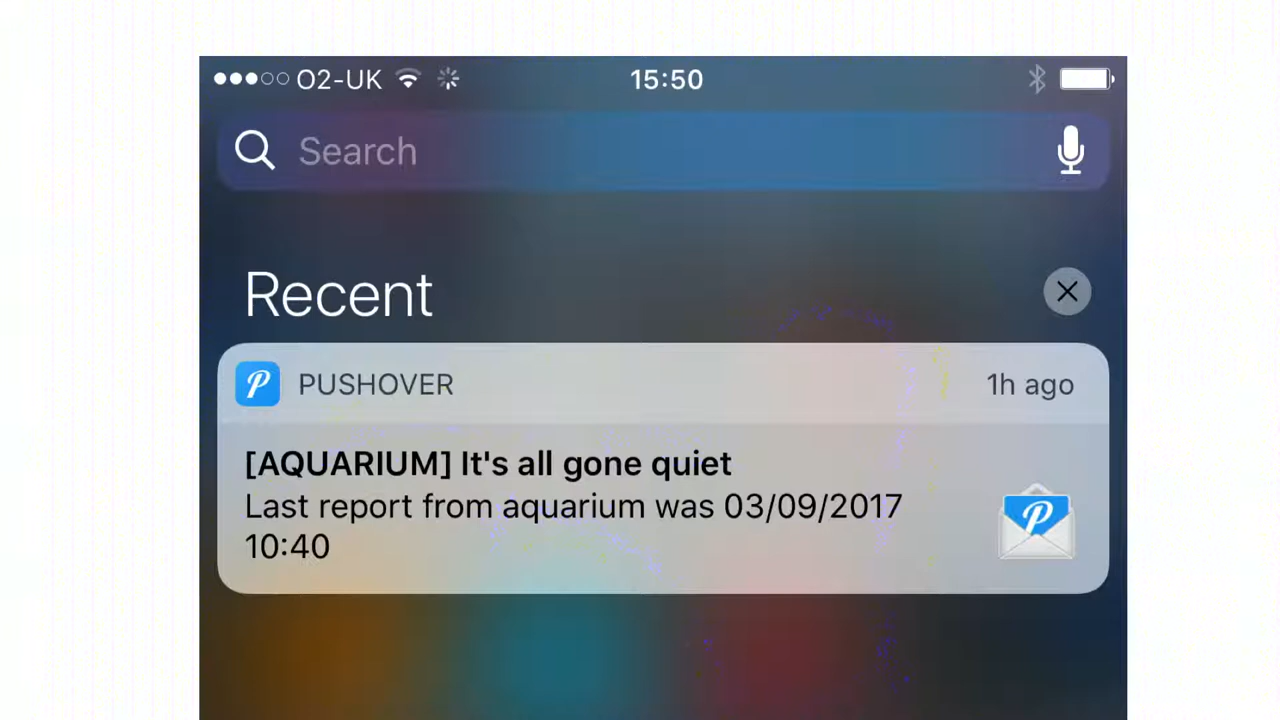 O2-UK 15:50
Search
Recent
PUSHOVER 1h ago
[AQUARIUM] It's all gone quiet
Last report from aquarium was 03/09/2017
10:40